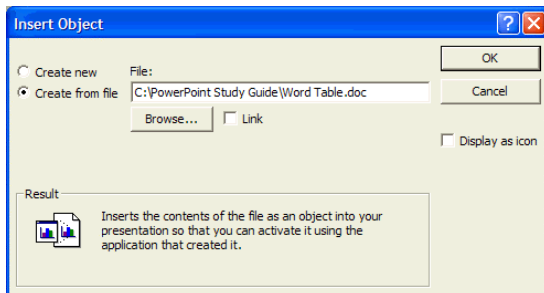 Insert Object
Create new
File:
OK
Create from file
C:\PowerPoint Study Guide\Word Table.doc
Cancel
Browse...
Link
Display as icon
Result
Inserts the contents of the file as an object into your
presentation so that you can activate it using the
application that created it.